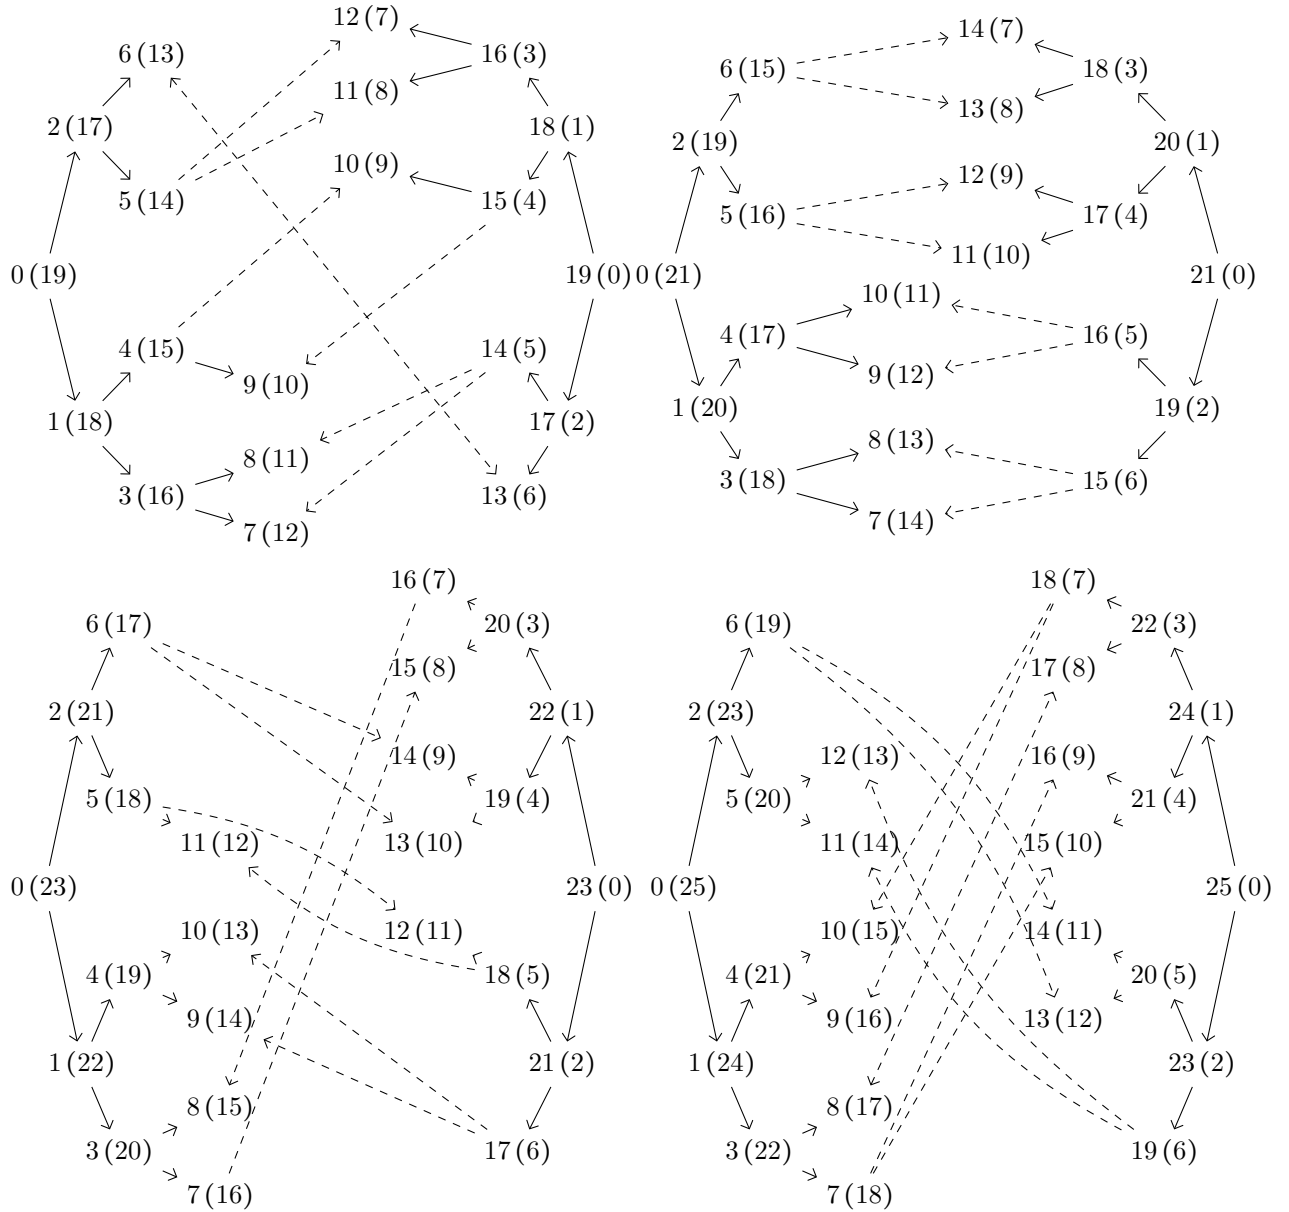 12 (7)
6 (13) 16 (3)
11 (8)
2 (17) 18 (1)
10 (9)
5 (14) 15 (4)
0 (19) 19 (0)
4 (15) 14 (5)
9 (10)
1 (18) 17 (2)
8 (11)
3 (16) 13 (6)
7 (12)
14 (7)
6 (15) 18 (3)
13 (8)
2 (19) 20 (1)
12 (9)
5 (16) 17 (4)
11 (10)
0 (21) 21 (0)
10 (11)
4 (17) 16 (5)
9 (12)
1 (20) 19 (2)
8 (13)
3 (18) 15 (6)
7 (14)
16 (7)
6 (17) 20 (3)
15 (8)
2 (21) 22 (1)
14 (9)
5 (18) 19 (4)
11 (12) 13 (10)
0 (23) 23 (0)
10 (13) 12 (11)
4 (19) 18 (5)
9 (14)
1 (22) 21 (2)
8 (15)
3 (20) 17 (6)
7 (16)
18 (7)
6 (19) 22 (3)
17 (8)
2 (23) 24 (1)
12 (13) 16 (9)
5 (20) 21 (4)
11 (14) 15 (10)
0 (25) 25 (0)
10 (15) 14 (11)
4 (21) 20 (5)
9 (16) 13 (12)
1 (24) 23 (2)
8 (17)
3 (22) 19 (6)
7 (18)